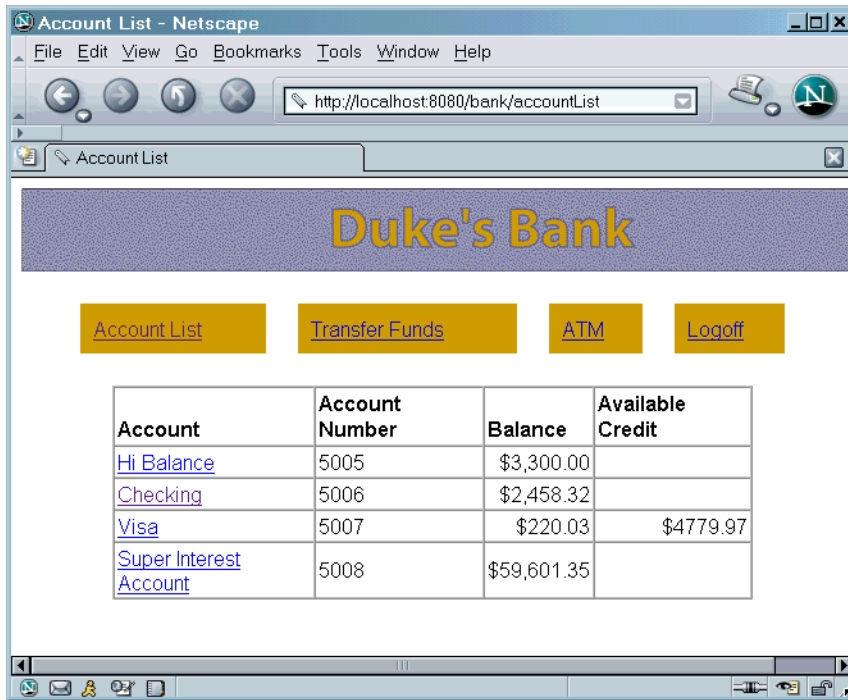 Account List - Netscape
File Edit View Go Bookmarks Tools Window Help
http://localhost:8080/bank/accountList
N
Account List
Duke's Bank
Account List Transfer Funds ATM Logoff
Account Account Number Balance Available Credit
Hi Balance 5005 $3,300.00
Checking 5006 $2,458.32
Visa 5007 $220.03 $4779.97
Super Interest Account 5008 $59,601.35